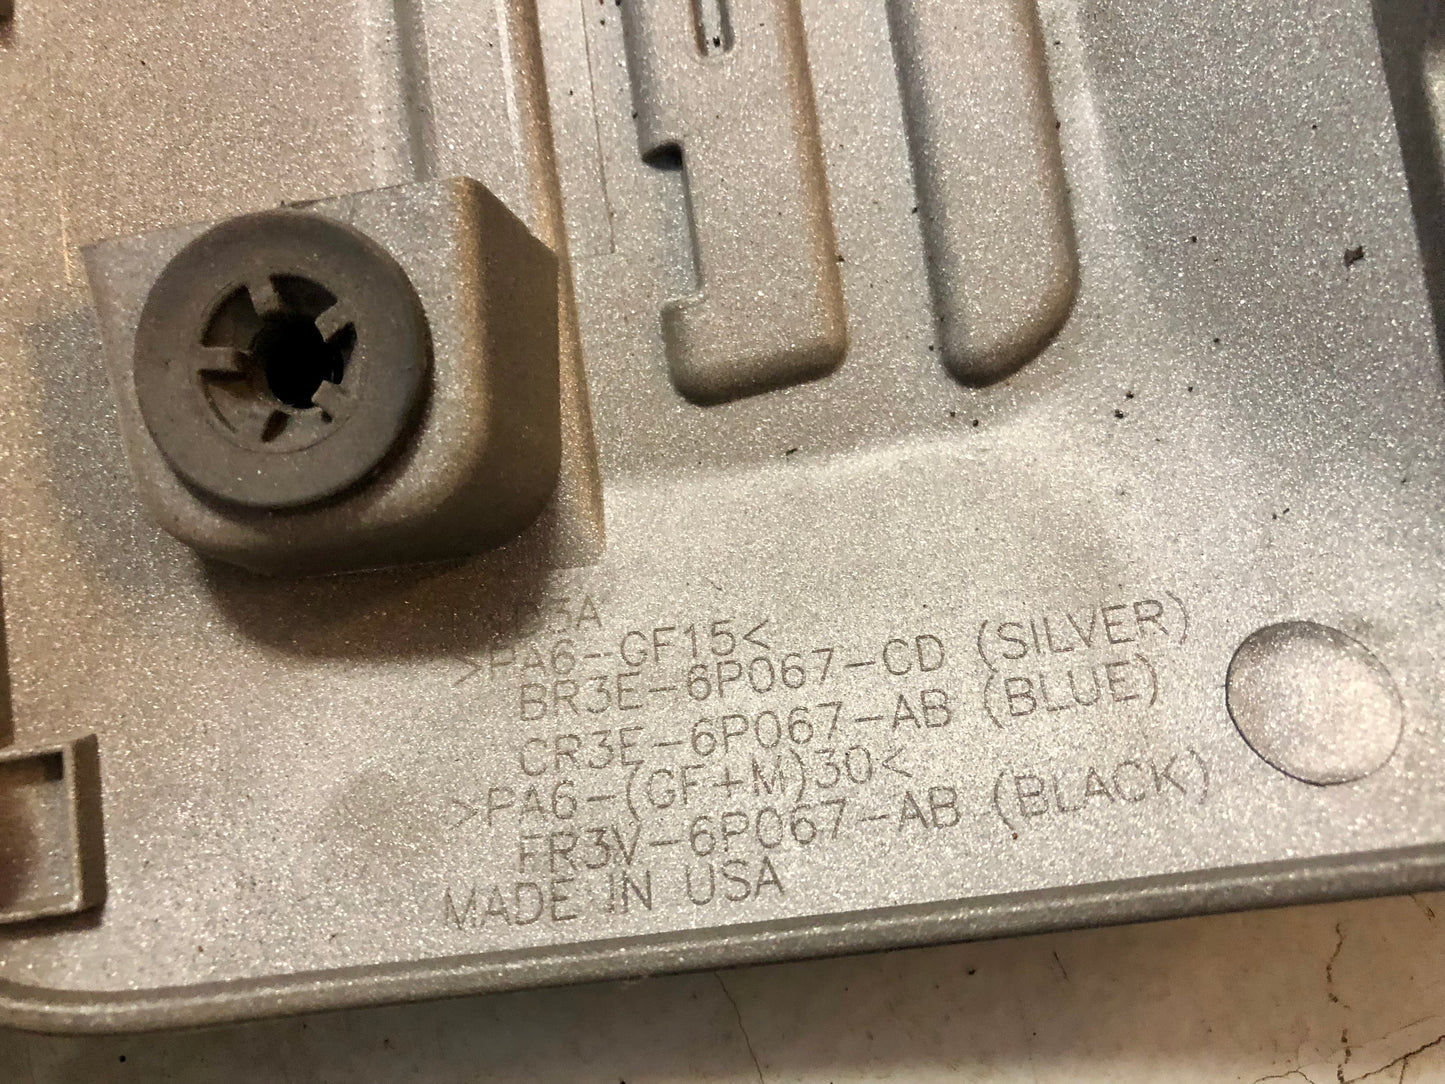 D3A
>PA6-GF15<
BR3E-6P067-CD (SILVER)
CR3E-6P067-AB (BLUE)
>PA6-(GF+M)30<
FR3V-6P067-AB (BLACK)
MADE IN USA